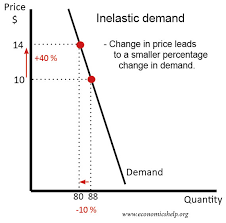 Price
$
Inelastic demand
- Change in price leads
to a smaller percentage
change in demand.
14
+40 %
10
Demand
80 88
Quantity
-10 %
www.economicshelp.org